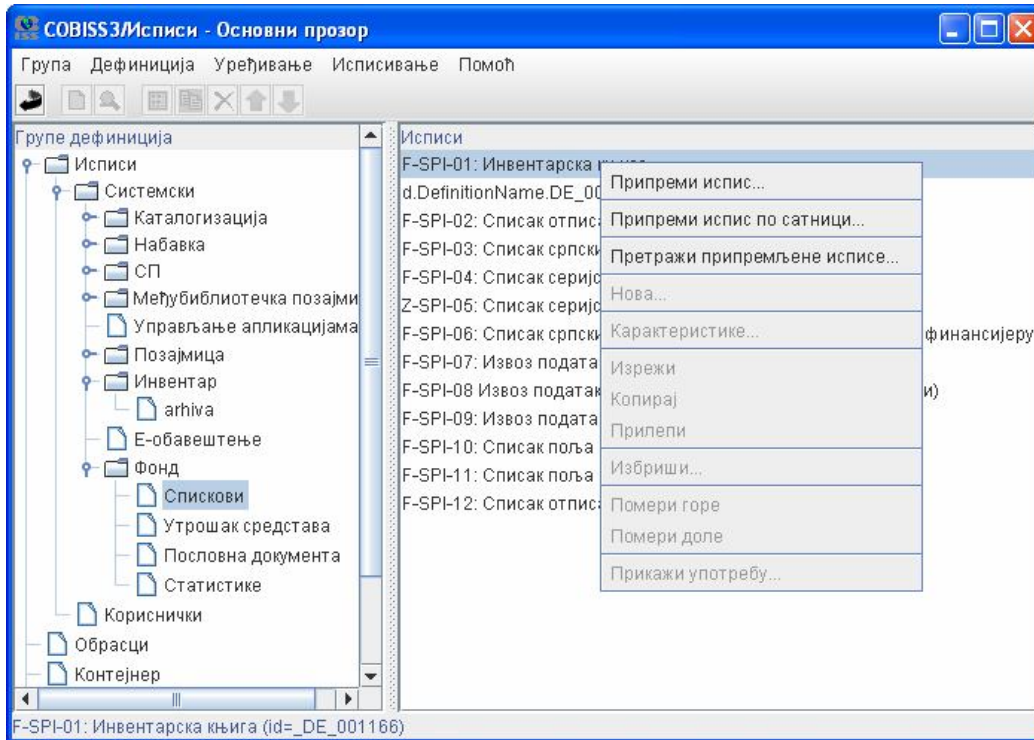 COBISS3/Исписи - Основни прозор
Група Дефиниција Уређивање Исписивање Помоћ
Групе дефиниција
Исписи
Системски
Каталогизација
Набавка
СП
Међубиблиотечка позајми
Управљање апликацијама
Позајмица
Инвентар
arhiva
Е-обавештење
Фонд
Спискови
Утрошак средстава
Пословна документа
Статистике
Кориснички
Обрасци
Контејнер
Исписи
F-SPI-01: Инвентарска
d.DefinitionName.DE_00
F-SPI-02: Списак отписа
F-SPI-03: Списак српски
F-SPI-04: Списак серијс
Z-SPI-05: Списак серијс
F-SPI-06: Списак српски финансијеру
F-SPI-07: Извоз подата
F-SPI-08 Извоз податак и)
F-SPI-09: Извоз подата
F-SPI-10: Списак поља
F-SPI-11: Списак поља
F-SPI-12: Списак отписа
Припреми испис...
Припреми испис по сатници...
Претражи припремљене исписе...
Нова...
Карактеристике...
Изрежи
Копирај
Прилепи
Избриши...
Помери горе
Помери доле
Прикажи употребу...
F-SPI-01: Инвентарска књига (id=_DE_001166)